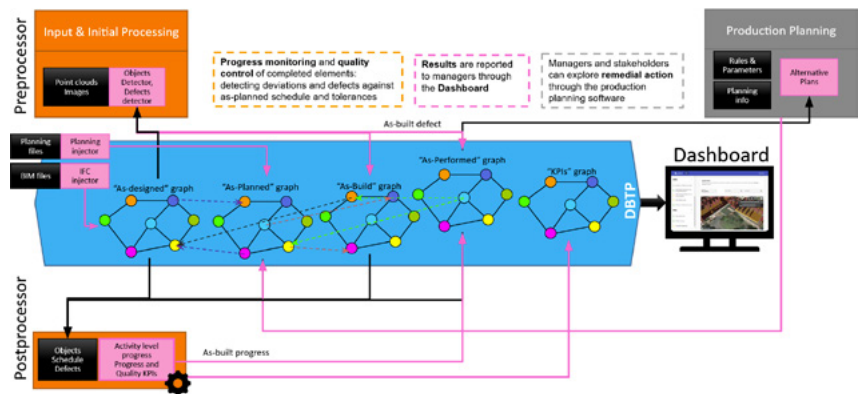 Preprocessor
Input & Initial Processing
Point clouds
Images
Objects
Detector,
Defects
detector
Progress monitoring and quality
control of completed elements:
detecting deviations and defects against
as-planned schedule and tolerances
Results are reported
to managers through
the Dashboard
Managers and stakeholders
can explore remedial action
through the production
planning software
Production Planning
Rules &
Parameters
Planning
info
Alternative
Plans
As-built defect
Planning
files
Planning
injector
BIM files
IFC
injector
"As-designed" graph
"As-Planned" graph
"As-Build" graph
"As-Performed" graph
"KPIs" graph
DBTP
Dashboard
Postprocessor
Objects
Schedule
Defects
Activity level
progress
Progress and
Quality KPIs
As-built progress